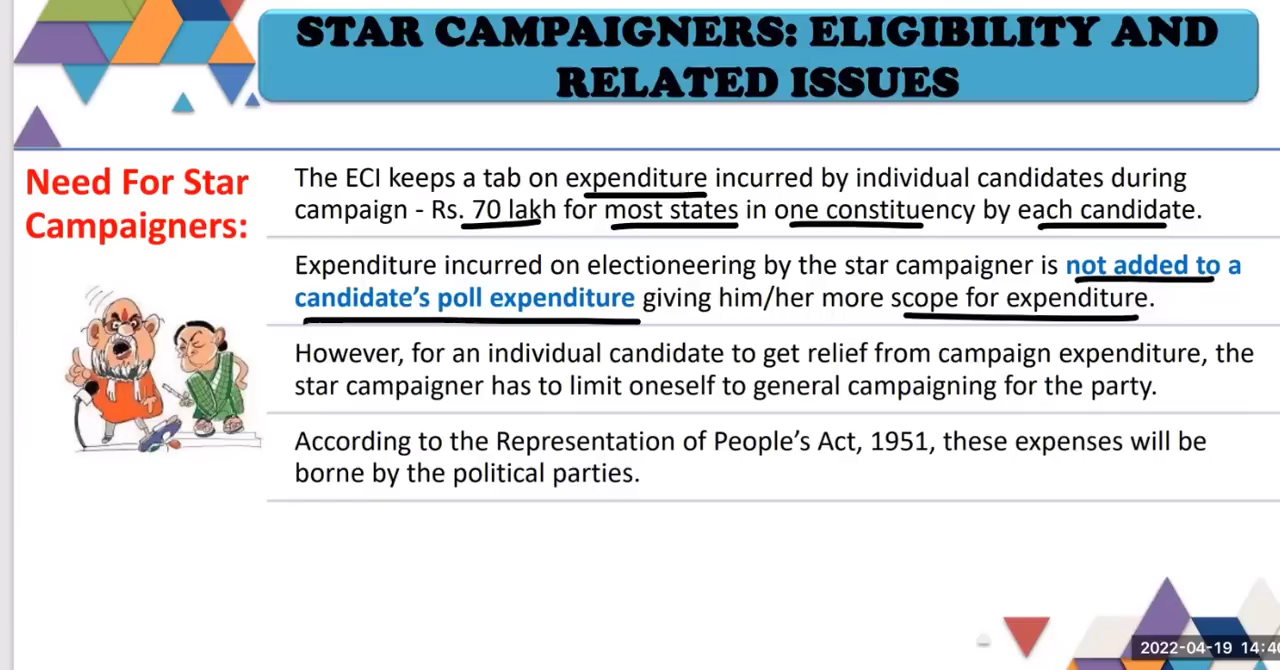 STAR CAMPAIGNERS: ELIGIBILITY AND
RELATED ISSUES
Need For Star
Campaigners:
The ECI keeps a tab on expenditure incurred by individual candidates during
campaign - Rs. 70 lakh for most states in one constituency by each candidate.
Expenditure incurred on electioneering by the star campaigner is not added to a
candidate's poll expenditure giving him/her more scope for expenditure.
However, for an individual candidate to get relief from campaign expenditure, the
star campaigner has to limit oneself to general campaigning for the party.
According to the Representation of People's Act, 1951, these expenses will be
borne by the political parties.
2022-04-19 14:4